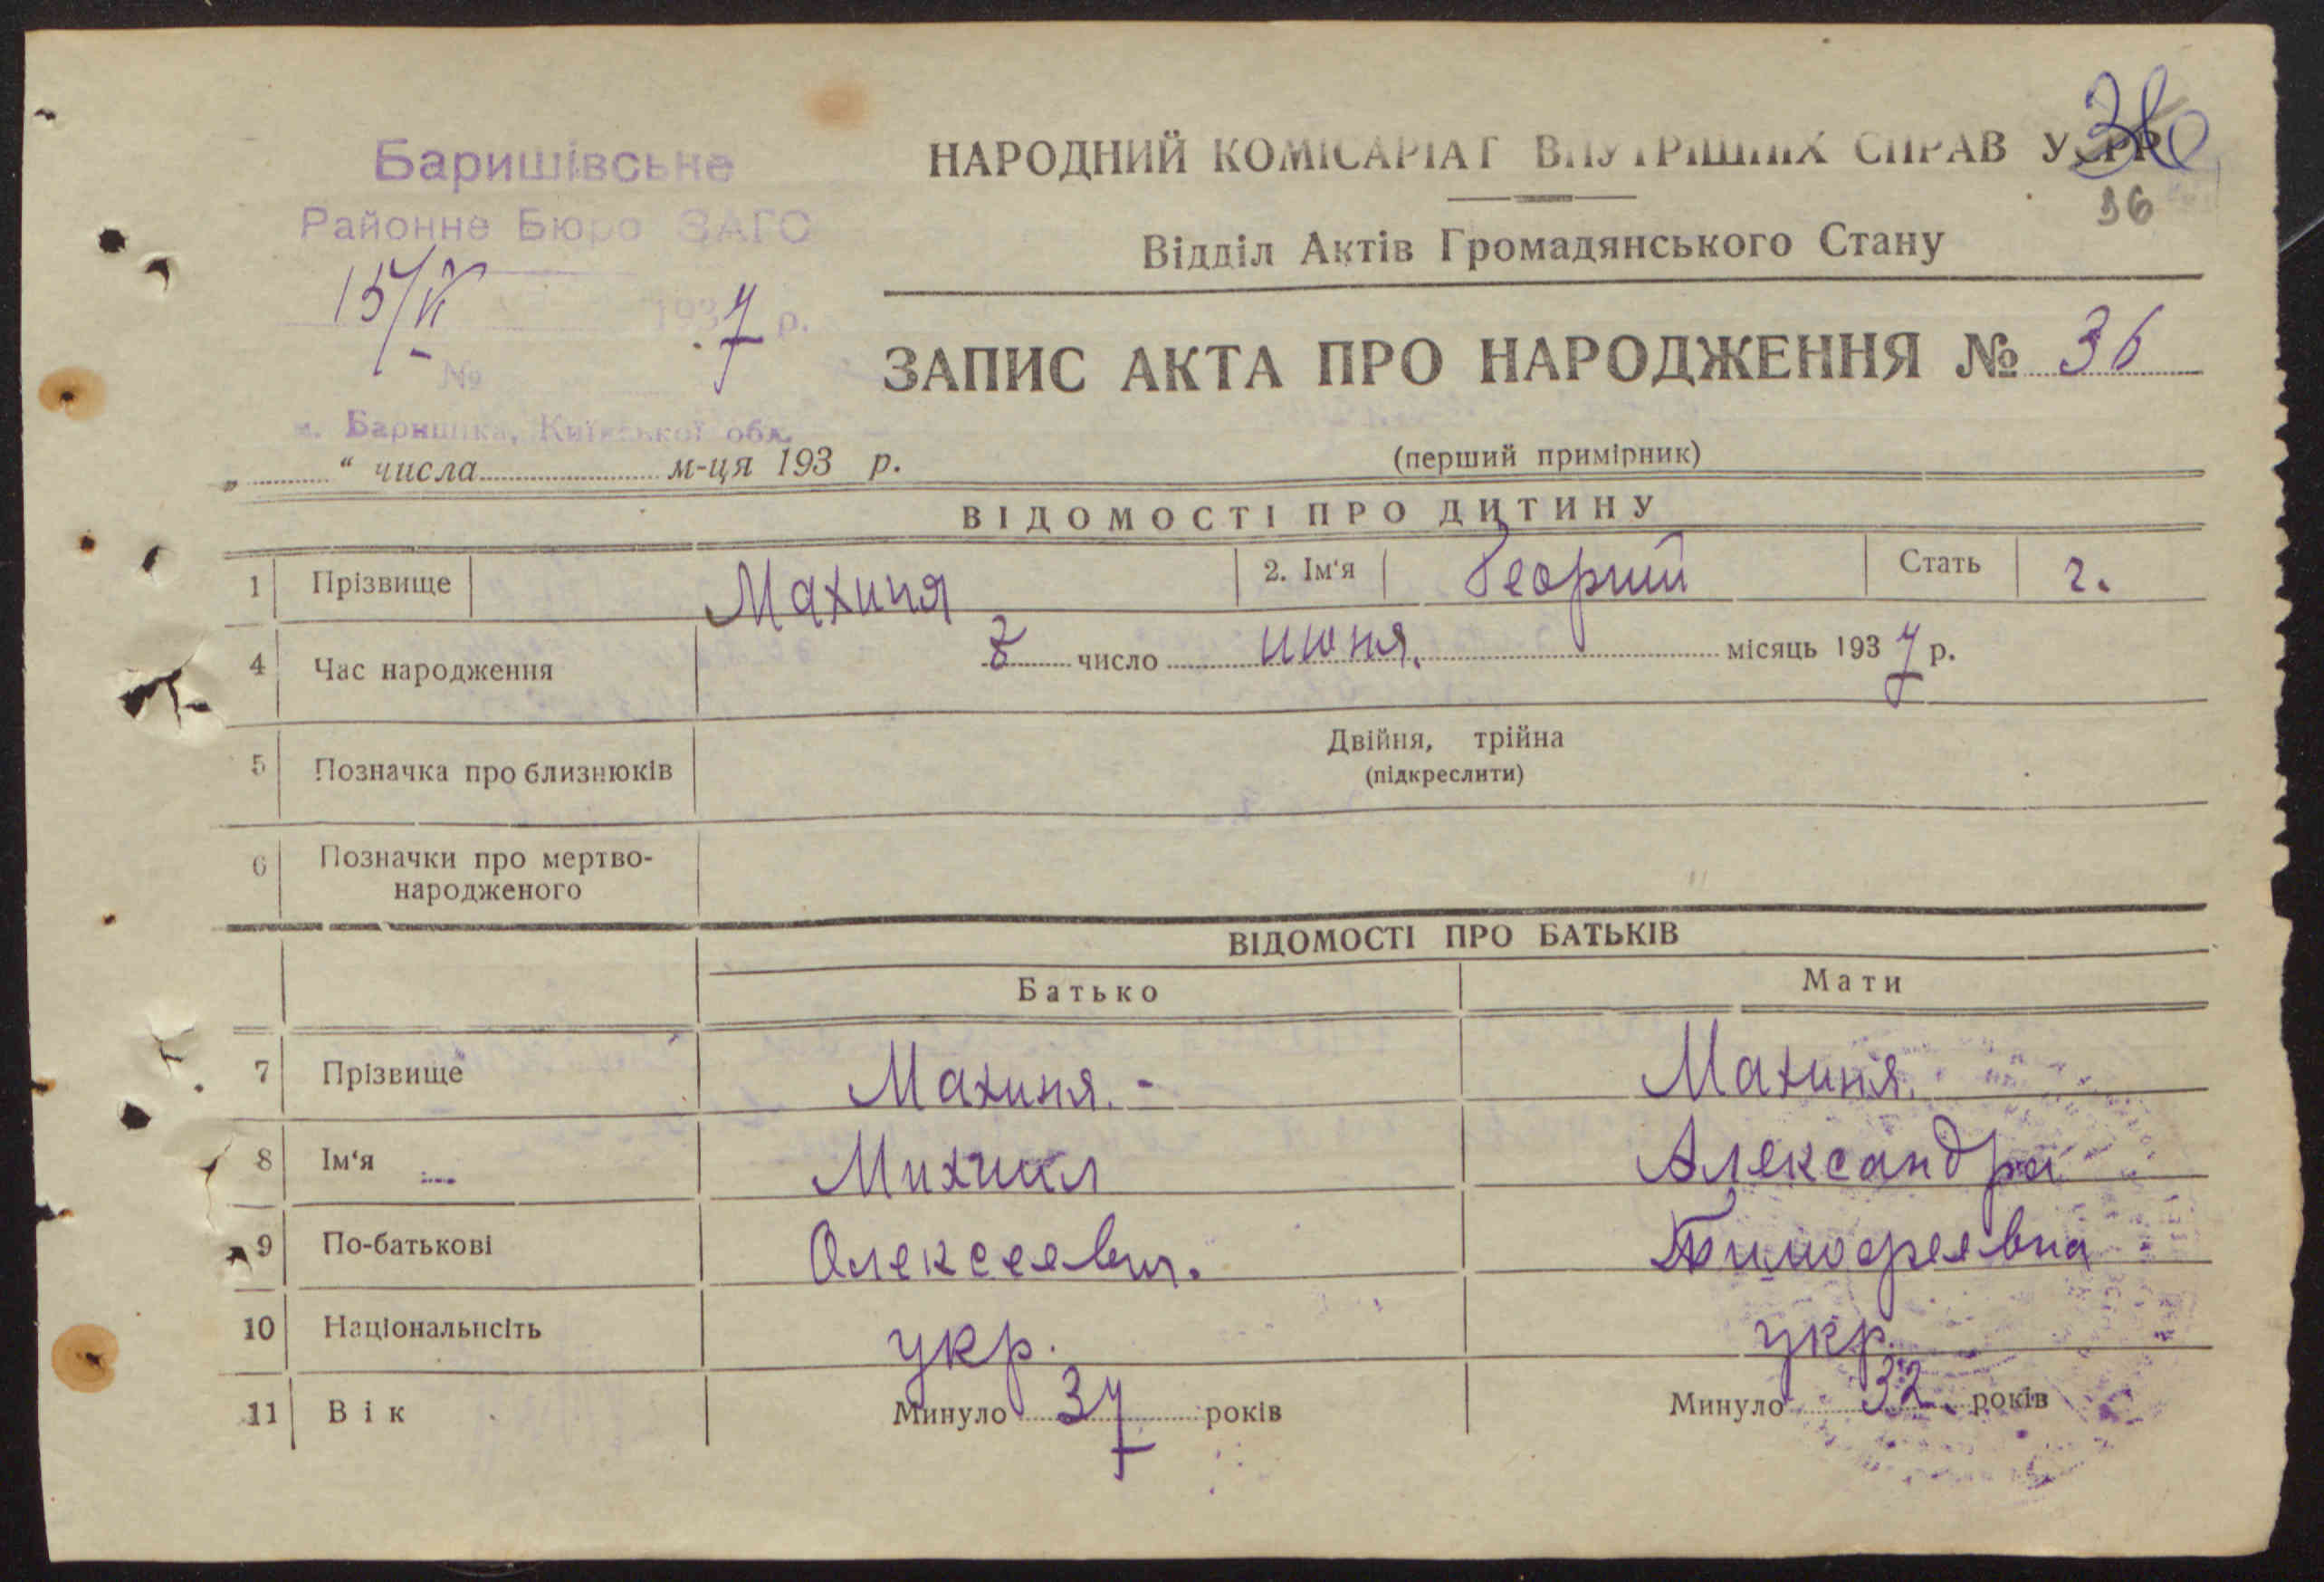 Баришівське
Районне Бюро ЗАГС
15/VI 1937 р.
№
м. Баришівка, Київської обл.
НАРОДНИЙ КОМІСАРІАТ ВНУТРІШНІХ СПРАВ УСРР
36
36
Відділ Актів Громадянського Стану
ЗАПИС АКТА ПРО НАРОДЖЕННЯ № 36
„ “ числа м-ця 193 р.
(перший примірник)
ВІДОМОСТІ ПРО ДИТИНУ
1 Прізвище Махиня 2. Ім‘я Георгий Стать ч.
4 Час народження 8 число июня. місяць 1937 р.
5 Позначка про близнюків Двійня, трійна
(підкреслити)
6 Позначки про мертво-
народженого
ВІДОМОСТІ ПРО БАТЬКІВ
Батько Мати
7 Прізвище Махиня. - Махиня.
8 Ім‘я Михаил Александра
9 По-батькові Олексеевич. Тимофеевна
10 Національнсіть укр. укр.
11 Вік Минуло 37 років Минуло 32 років